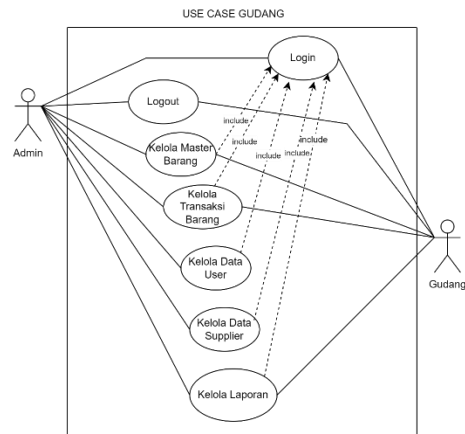 USE CASE GUDANG
Login
Logout
Admin
include
Kelola Master
Barang
include
include
include
include
Kelola
Transaksi
Barang
Kelola Data
User
Gudang
Kelola Data
Supplier
Kelola Laporan